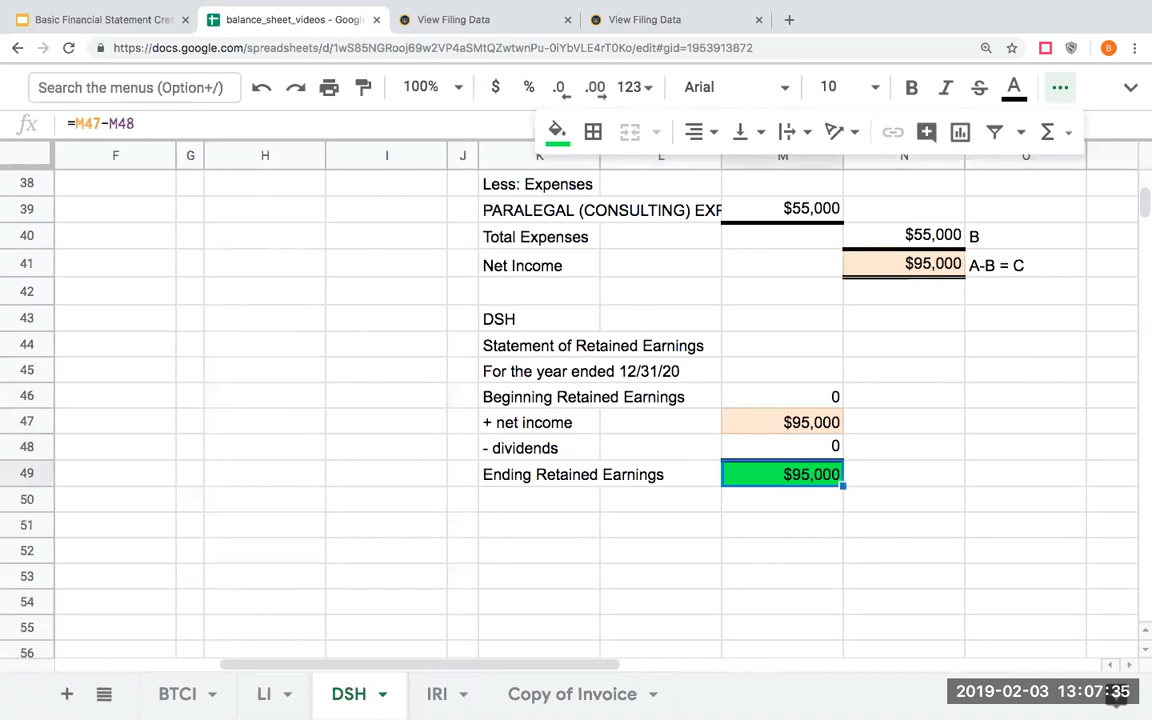 Basic Financial Statement Cre
balance_sheet_videos - Google
View Filing Data
View Filing Data
https://docs.google.com/spreadsheets/d/1wS85NGRooj69w2VP4aSMtQZwtwnPu-0iYbVLE4rT0Ko/edit#gid=1953913872
B
Search the menus (Option+/)
100%
$ % .0 .00 123
Arial
10
B I S A
fx =M47-M48
F G H I J K L M N O
38 Less: Expenses
39 PARALEGAL (CONSULTING) EXP $55,000
40 Total Expenses $55,000 B
41 Net Income $95,000 A-B = C
42
43 DSH
44 Statement of Retained Earnings
45 For the year ended 12/31/20
46 Beginning Retained Earnings 0
47 + net income $95,000
48 - dividends 0
49 Ending Retained Earnings $95,000
50
51
52
53
54
55
56
BTCI LI DSH IRI Copy of Invoice
2019-02-03 13:07:35